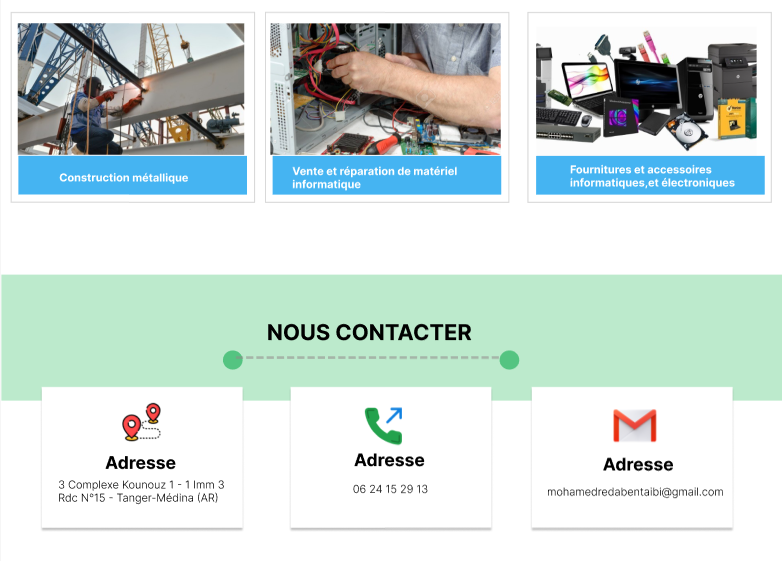 Construction métallique
Vente et réparation de matériel
informatique
Fournitures et accessoires
informatiques,et électroniques
NOUS CONTACTER
Adresse
3 Complexe Kounouz 1 - 1 Imm 3
Rdc N°15 - Tanger-Médina (AR)
Adresse
06 24 15 29 13
Adresse
mohamedredabentaibi@gmail.com